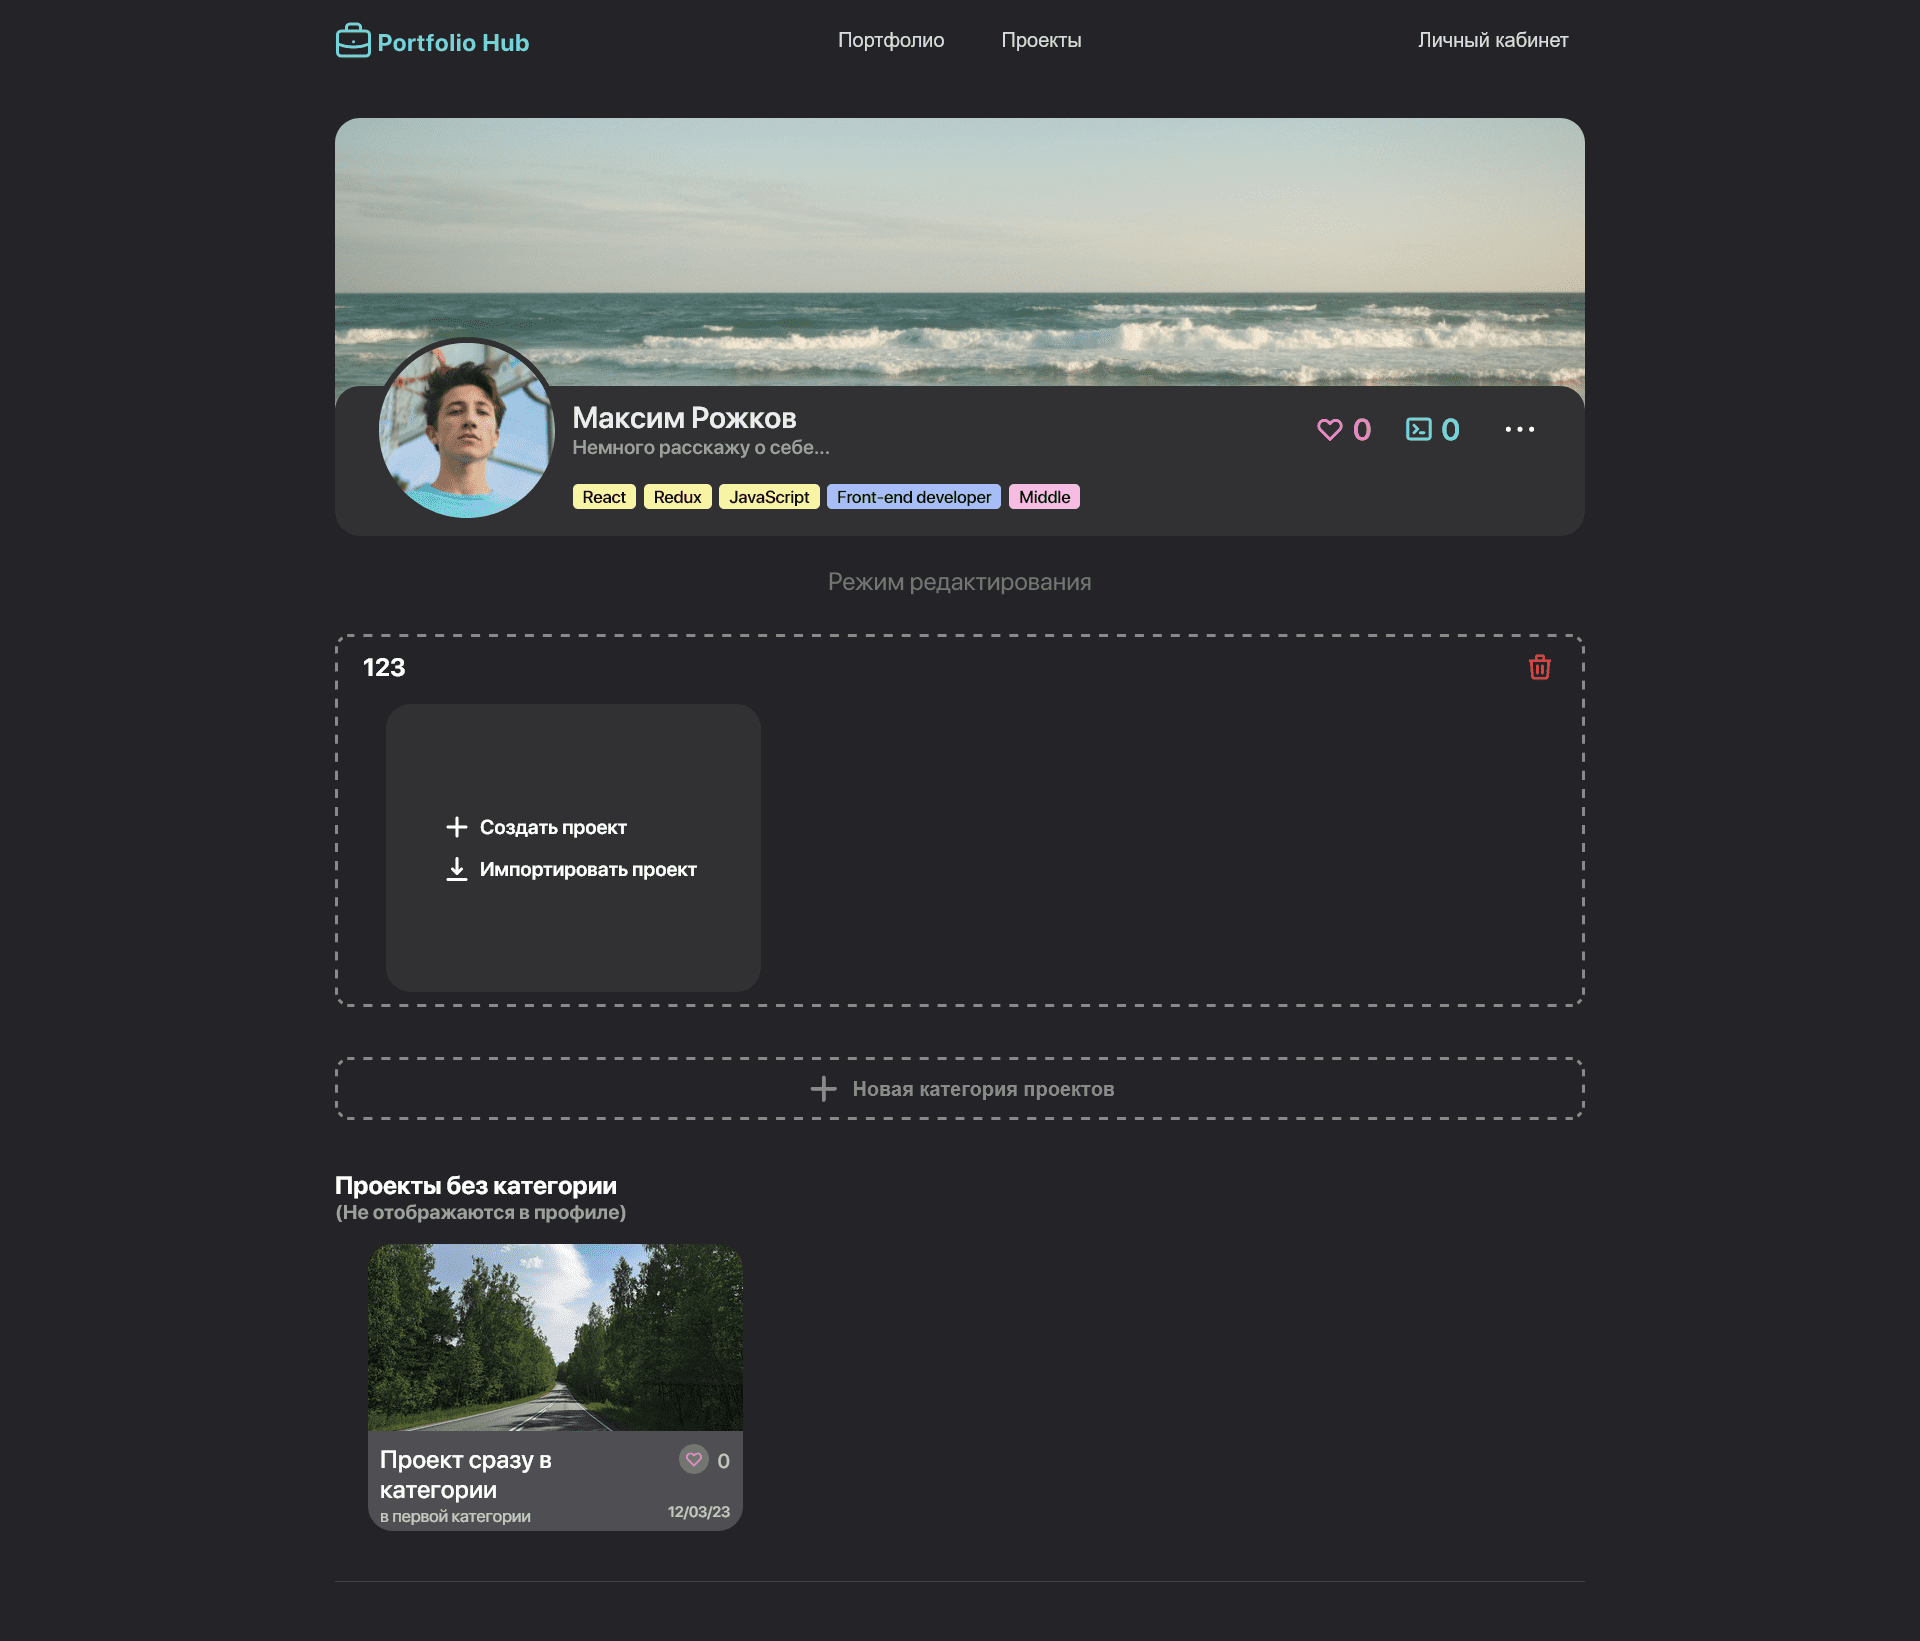 Portfolio Hub
Портфолио
Проекты
Личный кабинет
Максим Рожков
Немного расскажу о себе...
0
0
React
Redux
JavaScript
Front-end developer
Middle
Режим редактирования
123
Создать проект
Импортировать проект
Новая категория проектов
Проекты без категории
(Не отображаются в профиле)
Проект сразу в
категории
0
в первой категории
12/03/23